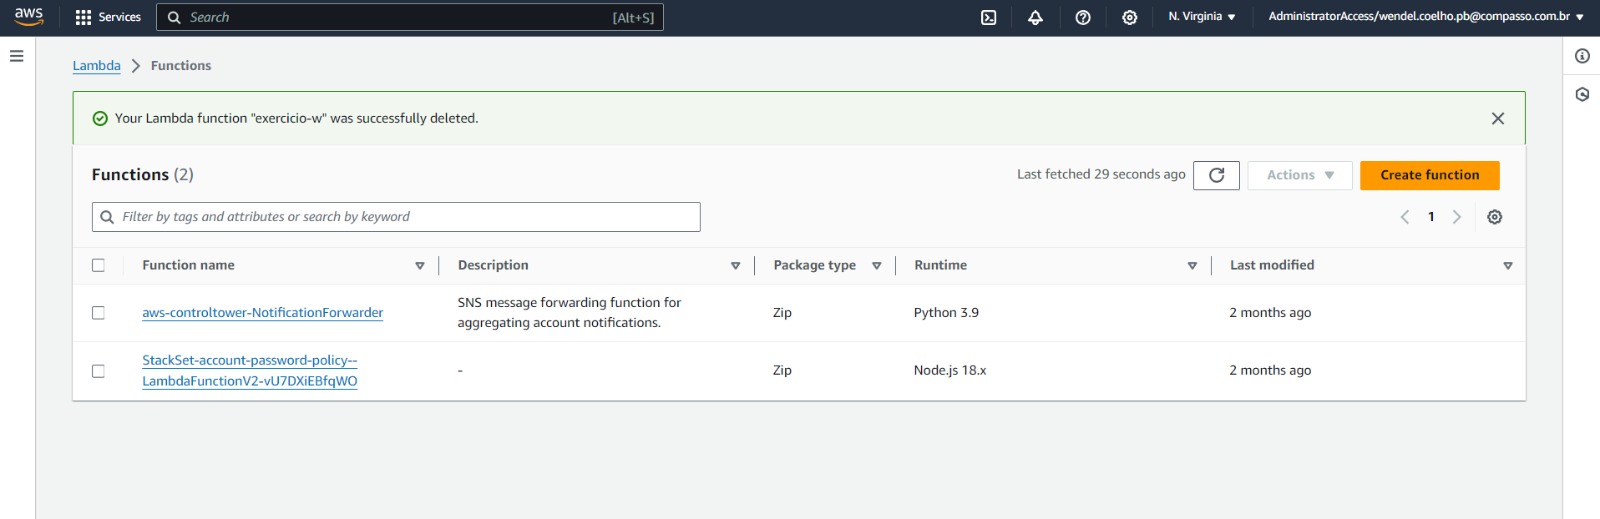 aws
Services
Search
[Alt+S]
N. Virginia
AdministratorAccess/wendel.coelho.pb@compasso.com.br
Lambda
Functions
Your Lambda function "exercicio-w" was successfully deleted.
Functions (2)
Last fetched 29 seconds ago
Actions
Create function
Filter by tags and attributes or search by keyword
1
Function name
Description
Package type
Runtime
Last modified
aws-controltower-NotificationForwarder
SNS message forwarding function for
aggregating account notifications.
Zip
Python 3.9
2 months ago
StackSet-account-password-policy--
LambdaFunctionV2-vU7DXiEBfqWO
-
Zip
Node.js 18.x
2 months ago